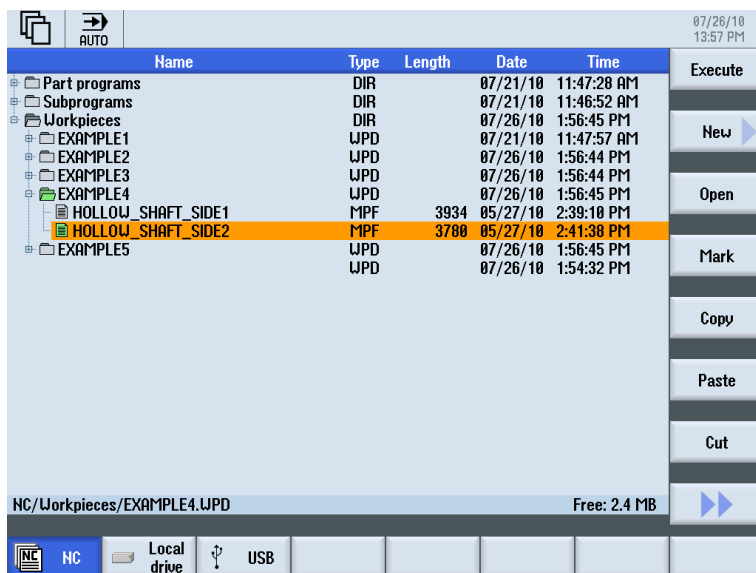 AUTO
07/26/10
13:57 PM
Name Type Length Date Time
Part programs DIR 07/21/10 11:47:28 AM
Subprograms DIR 07/21/10 11:46:52 AM
Workpieces DIR 07/26/10 1:56:45 PM
EXAMPLE1 WPD 07/21/10 11:47:57 AM
EXAMPLE2 WPD 07/26/10 1:56:44 PM
EXAMPLE3 WPD 07/26/10 1:56:44 PM
EXAMPLE4 WPD 07/26/10 1:56:45 PM
HOLLOW_SHAFT_SIDE1 MPF 3934 05/27/10 2:39:10 PM
HOLLOW_SHAFT_SIDE2 MPF 3780 05/27/10 2:41:38 PM
EXAMPLE5 WPD 07/26/10 1:56:45 PM
WPD 07/26/10 1:54:32 PM
NC/Workpieces/EXAMPLE4.WPD Free: 2.4 MB
Execute
New
Open
Mark
Copy
Paste
Cut
NC NC
Local
drive
USB